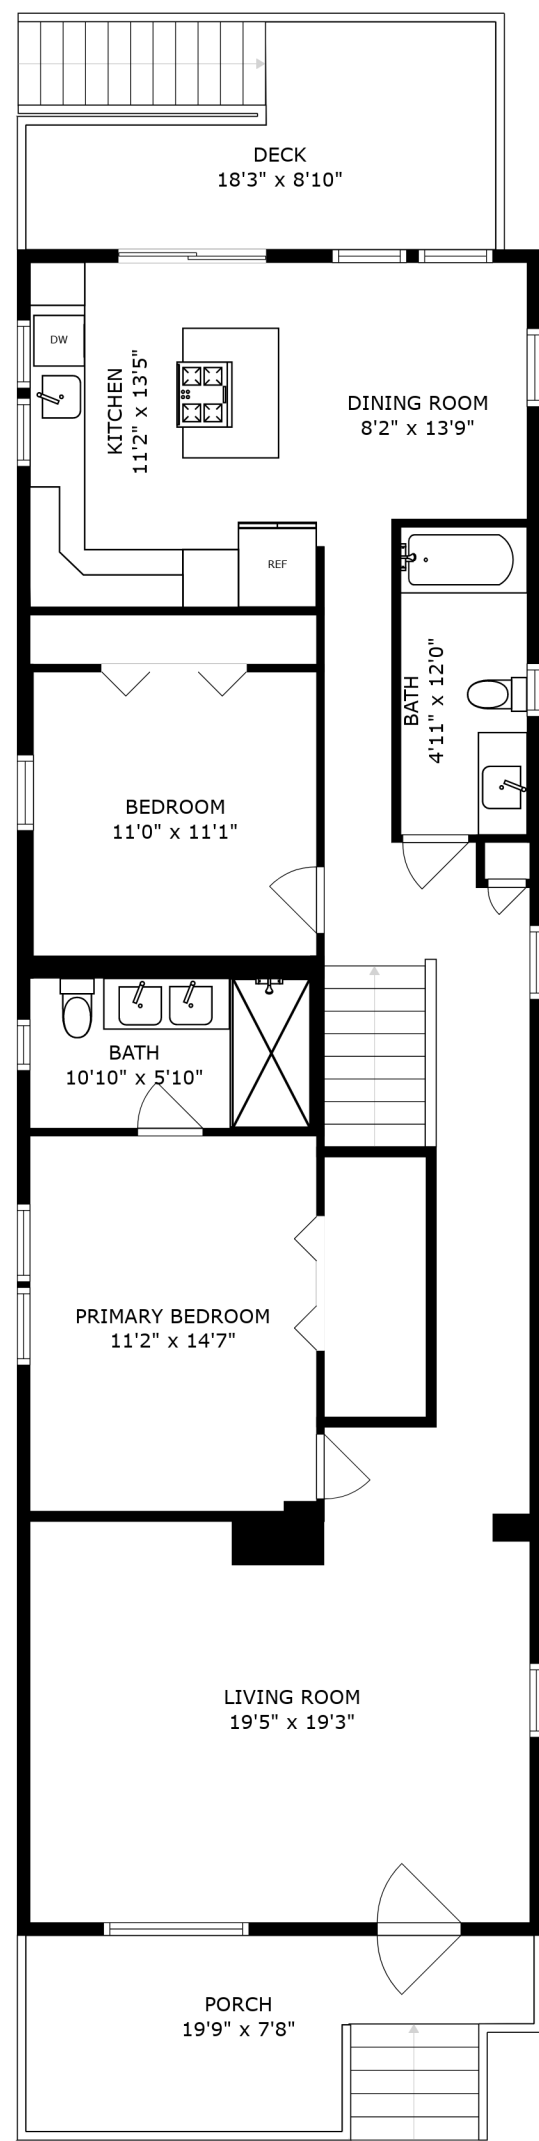 DECK
18'3" x 8'10"
DW
KITCHEN
11'2" x 13'5"
DINING ROOM
8'2" x 13'9"
REF
BATH
4'11" x 12'0"
BEDROOM
11'0" x 11'1"
BATH
10'10" x 5'10"
PRIMARY BEDROOM
11'2" x 14'7"
LIVING ROOM
19'5" x 19'3"
PORCH
19'9" x 7'8"